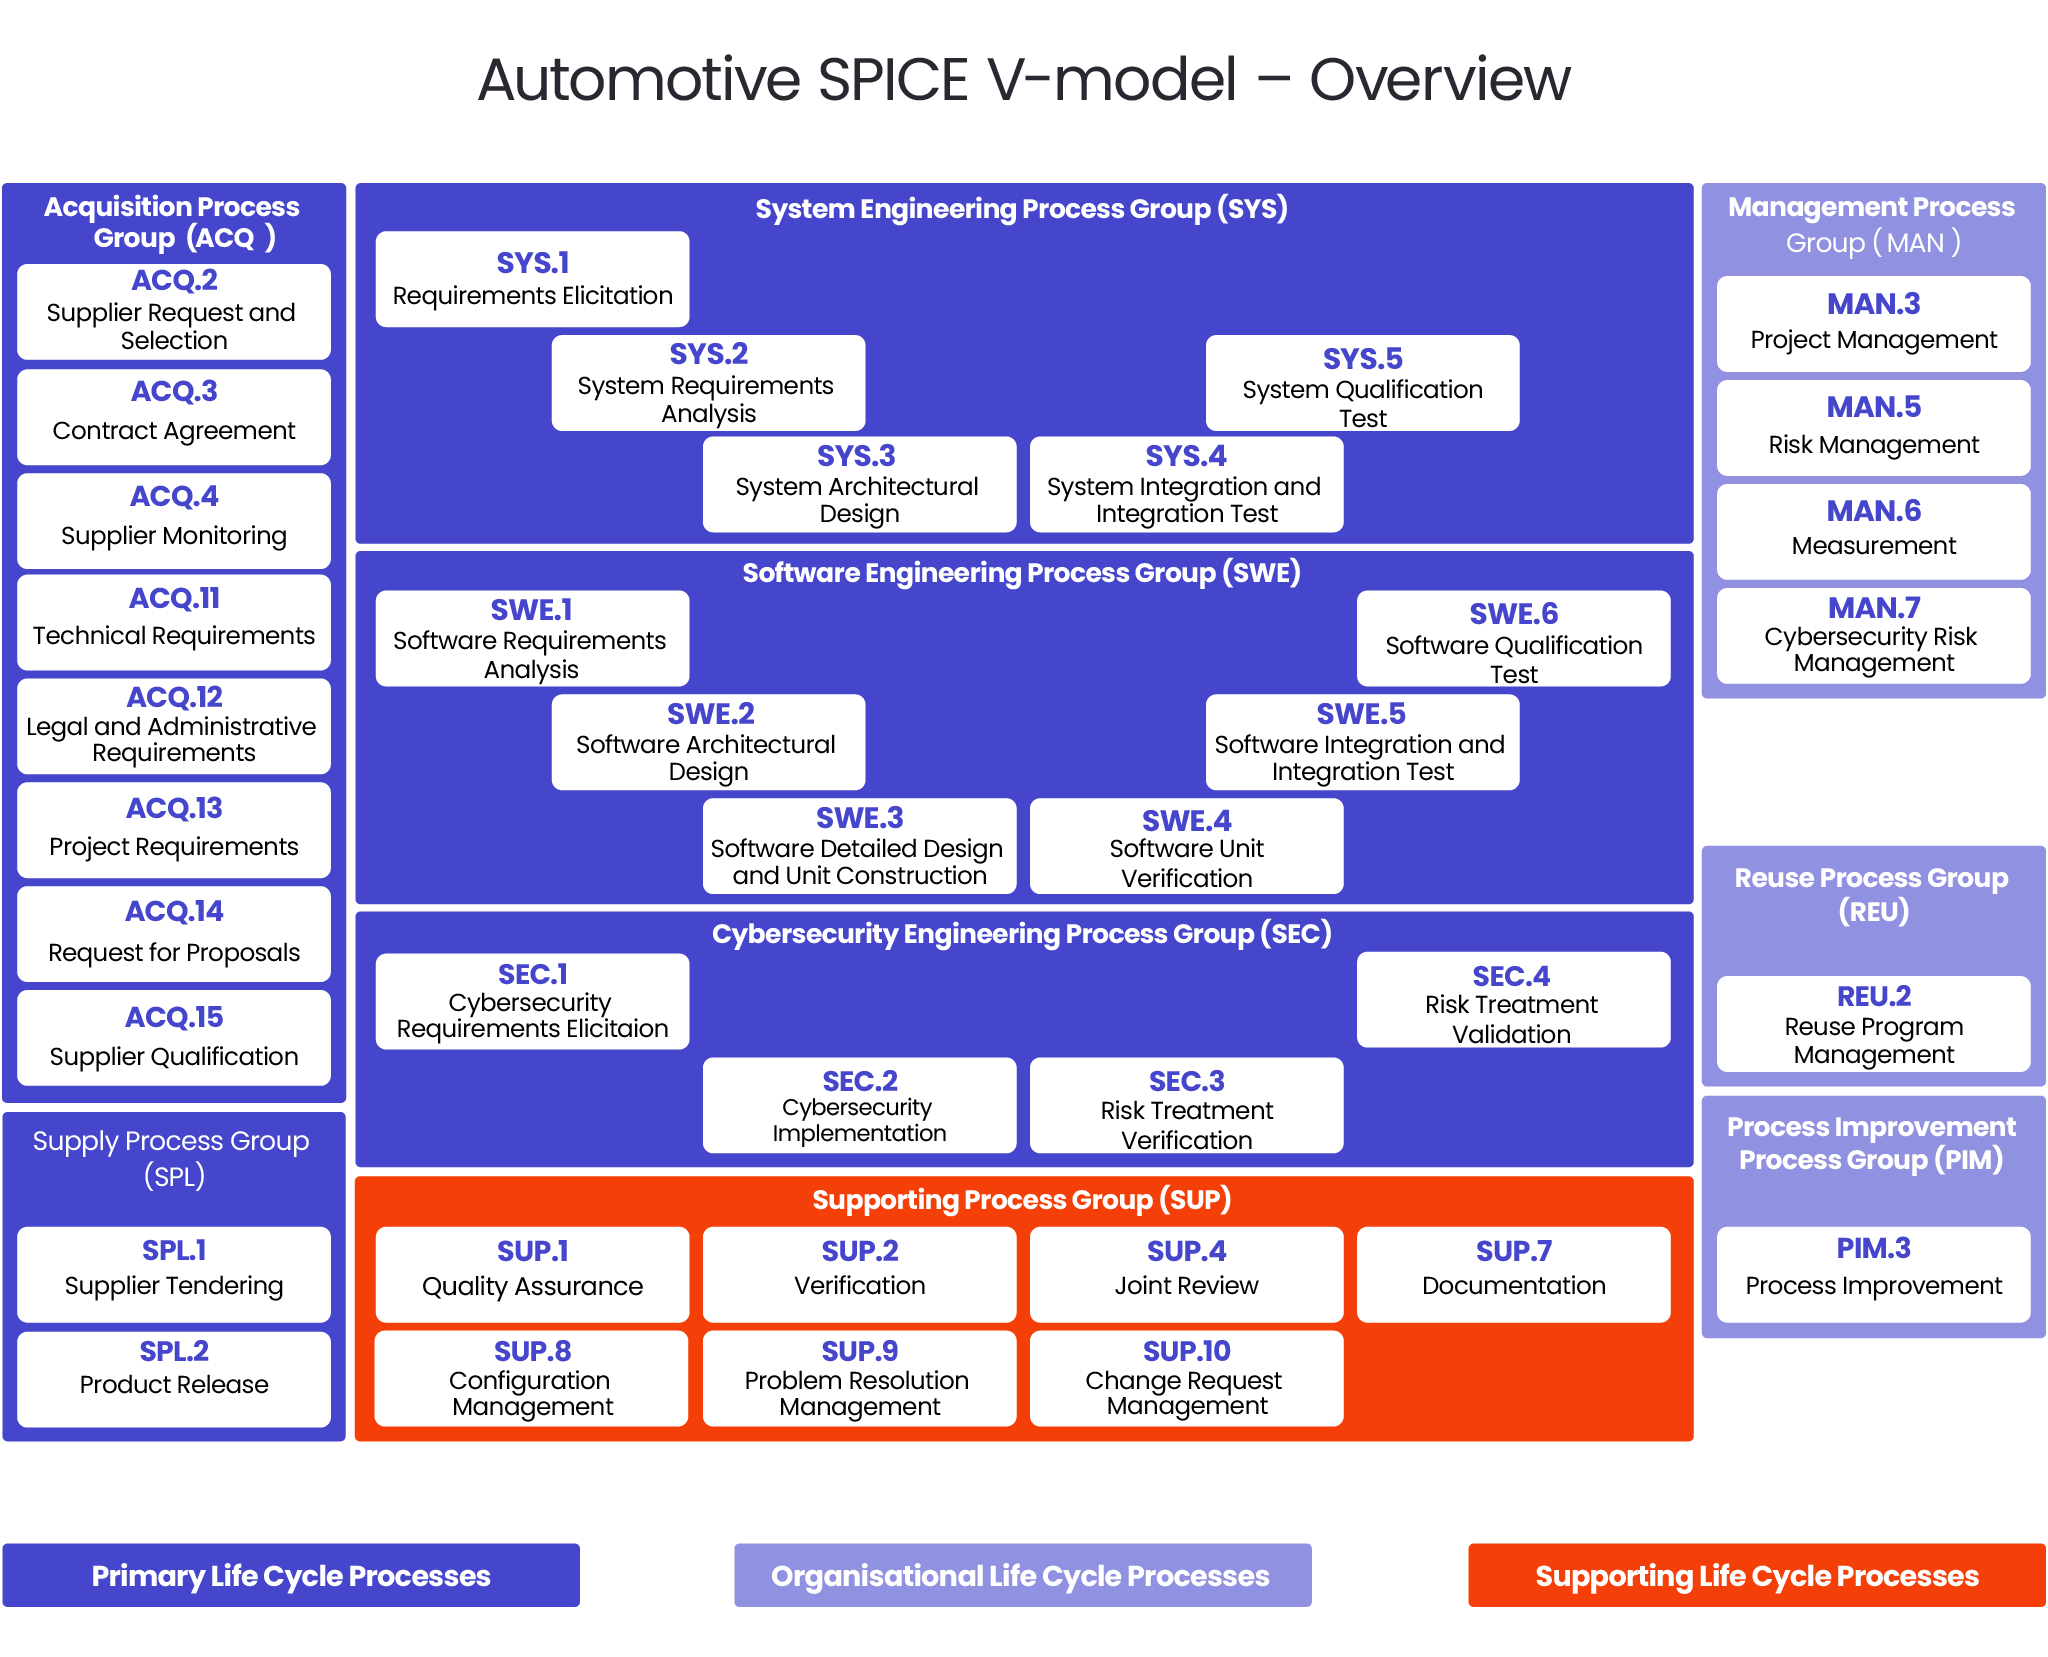 Automotive SPICE V-model – Overview
Acquisition Process
Group (ACQ )
ACQ.2
Supplier Request and
Selection
ACQ.3
Contract Agreement
ACQ.4
Supplier Monitoring
ACQ.11
Technical Requirements
ACQ.12
Legal and Administrative
Requirements
ACQ.13
Project Requirements
ACQ.14
Request for Proposals
ACQ.15
Supplier Qualification
Supply Process Group
(SPL)
SPL.1
Supplier Tendering
SPL.2
Product Release
System Engineering Process Group (SYS)
SYS.1
Requirements Elicitation
SYS.2
System Requirements
Analysis
SYS.3
System Architectural
Design
SYS.4
System Integration and
Integration Test
SYS.5
System Qualification
Test
Software Engineering Process Group (SWE)
SWE.1
Software Requirements
Analysis
SWE.2
Software Architectural
Design
SWE.3
Software Detailed Design
and Unit Construction
SWE.4
Software Unit
Verification
SWE.5
Software Integration and
Integration Test
SWE.6
Software Qualification
Test
Cybersecurity Engineering Process Group (SEC)
SEC.1
Cybersecurity
Requirements Elicitaion
SEC.2
Cybersecurity
Implementation
SEC.3
Risk Treatment
Verification
SEC.4
Risk Treatment
Validation
Supporting Process Group (SUP)
SUP.1
Quality Assurance
SUP.2
Verification
SUP.4
Joint Review
SUP.7
Documentation
SUP.8
Configuration
Management
SUP.9
Problem Resolution
Management
SUP.10
Change Request
Management
Management Process
Group ( MAN )
MAN.3
Project Management
MAN.5
Risk Management
MAN.6
Measurement
MAN.7
Cybersecurity Risk
Management
Reuse Process Group
(REU)
REU.2
Reuse Program
Management
Process Improvement
Process Group (PIM)
PIM.3
Process Improvement
Primary Life Cycle Processes
Organisational Life Cycle Processes
Supporting Life Cycle Processes